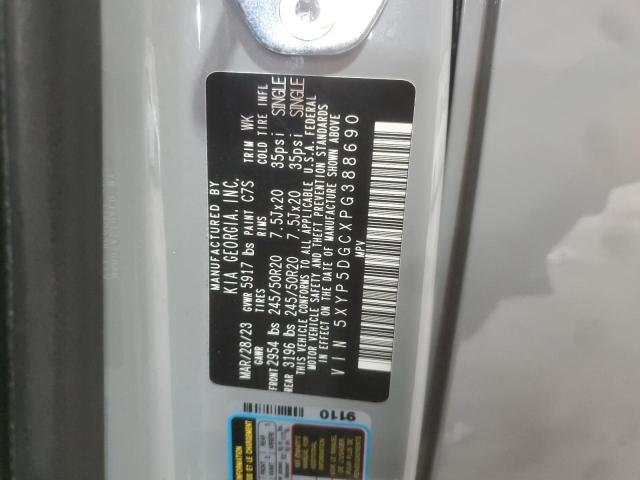 MANUFACTURED BY
KIA GEORGIA, INC.
MAR/28/23 GVWR 5917 lbs PAINT C7S TRIM WK
GAWR TIRES RIMS COLD TIRE INFL
FRONT 2954 lbs 245/50R20 7.5Jx20 35psi SINGLE
REAR 3196 lbs 245/50R20 7.5Jx20 35psi SINGLE
THIS VEHICLE CONFORMS TO ALL APPLICABLE U.S.A. FEDERAL
MOTOR VEHICLE SAFETY AND THEFT PREVENTION STANDARDS
IN EFFECT ON THE DATE OF MANUFACTURE SHOWN ABOVE
VIN 5XYP5DGCXPG388690
MPV
9110